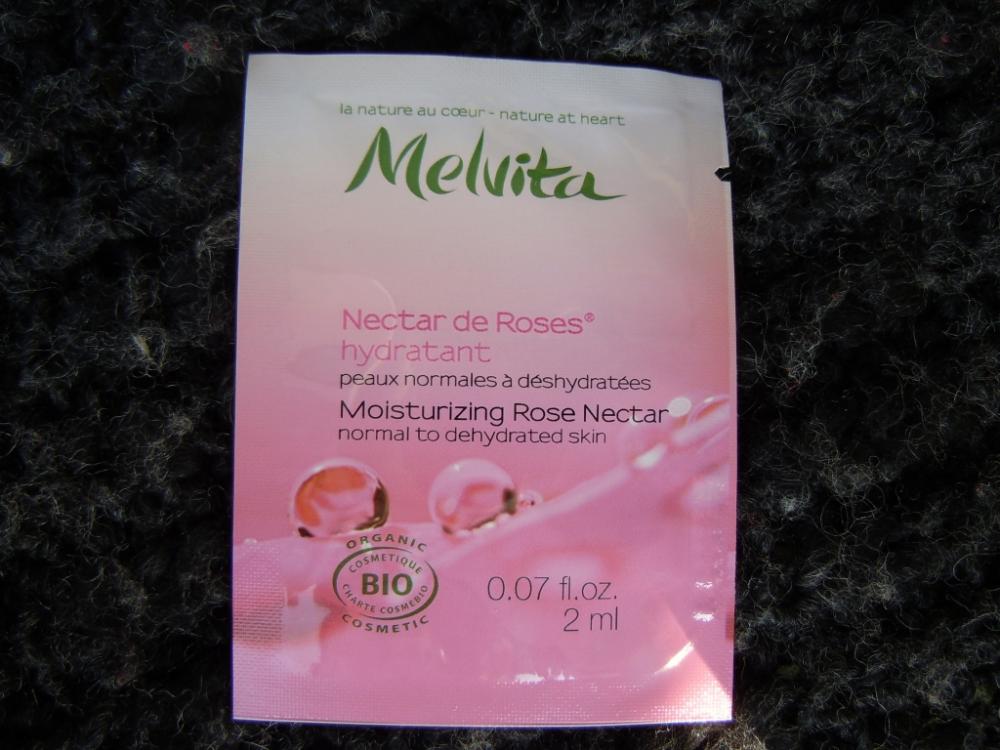 la nature au cœur - nature at heart
Melvita
Nectar de Roses®
hydratant
peaux normales à déshydratées
Moisturizing Rose Nectar
normal to dehydrated skin
ORGANIC
COSMETIQUE
BIO
CHARTE COSMEBIO
COSMETIC
0.07 fl.oz.
2 ml